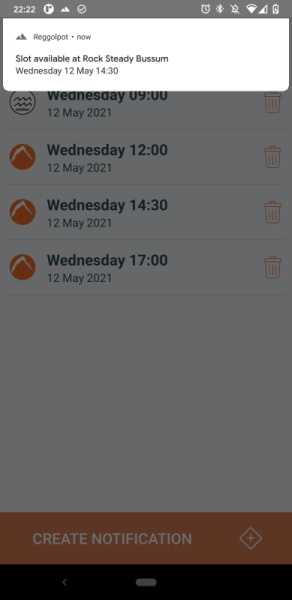 22:22
Reggolpot • now
Slot available at Rock Steady Bussum
Wednesday 12 May 14:30
Wednesday 09:00
12 May 2021
Wednesday 12:00
12 May 2021
Wednesday 14:30
12 May 2021
Wednesday 17:00
12 May 2021
CREATE NOTIFICATION